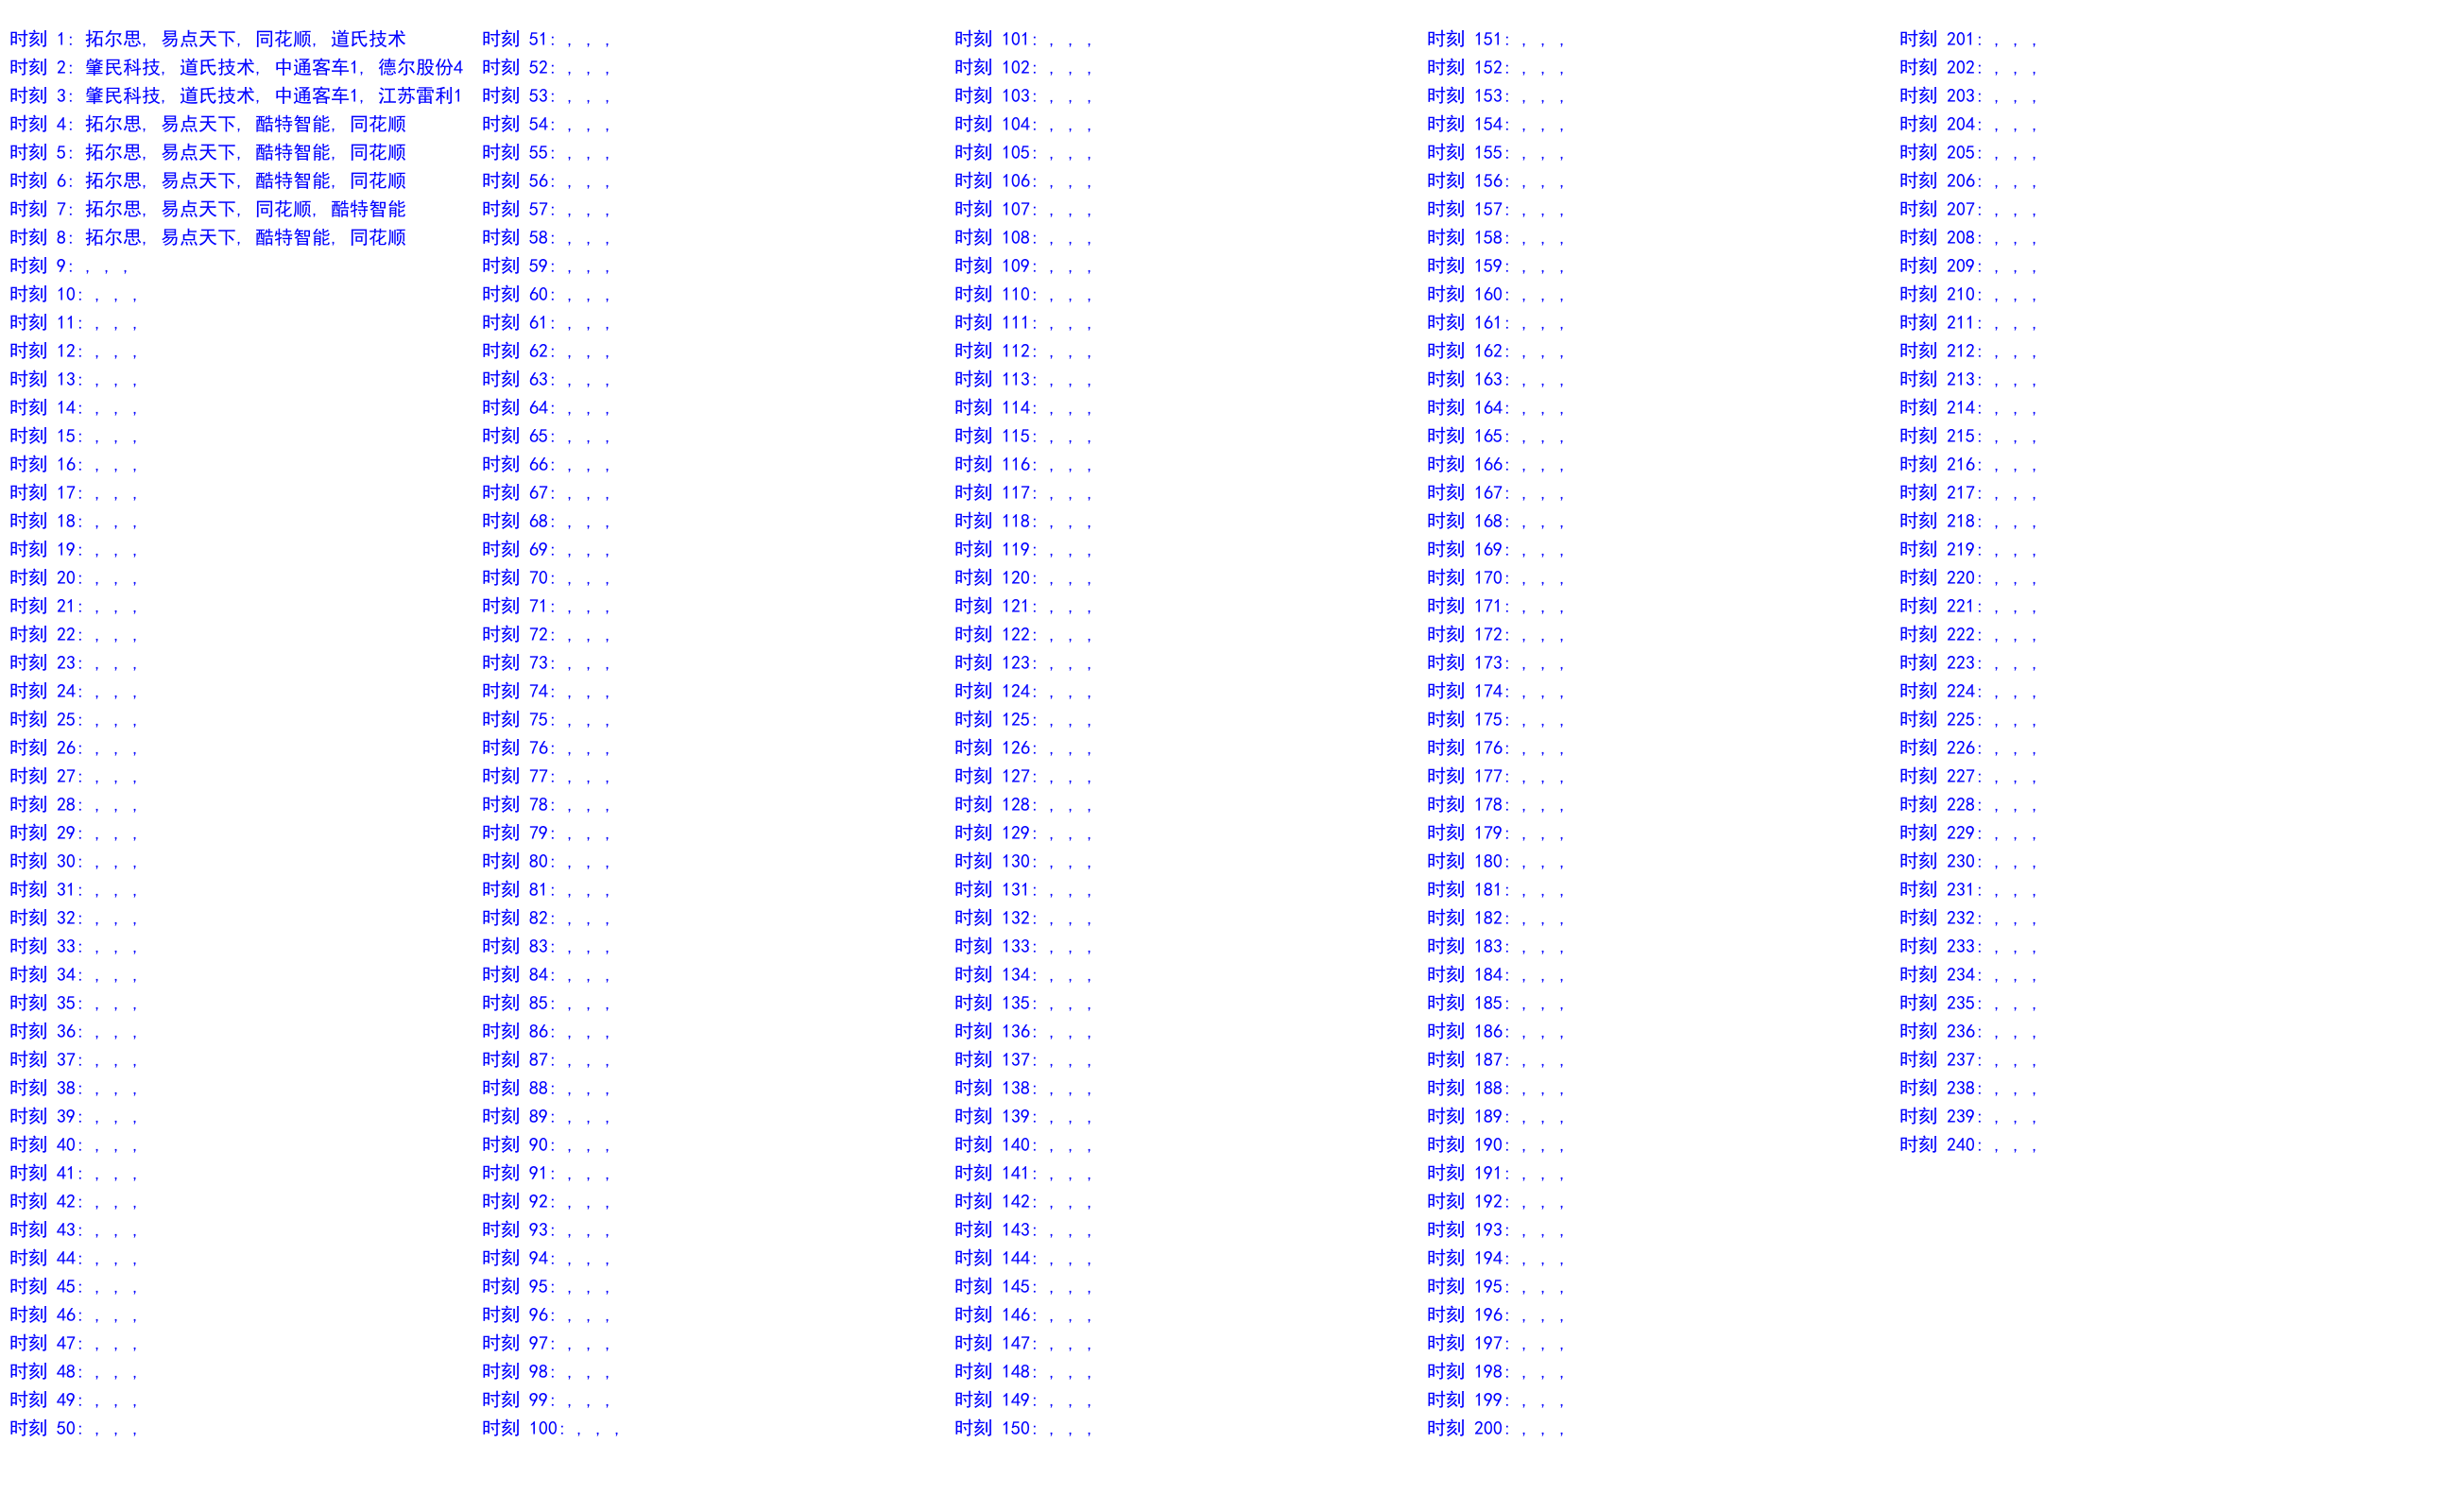 时刻 1: 拓尔思, 易点天下, 同花顺, 道氏技术
时刻 2: 肇民科技, 道氏技术, 中通客车1, 德尔股份4
时刻 3: 肇民科技, 道氏技术, 中通客车1, 江苏雷利1
时刻 4: 拓尔思, 易点天下, 酷特智能, 同花顺
时刻 5: 拓尔思, 易点天下, 酷特智能, 同花顺
时刻 6: 拓尔思, 易点天下, 酷特智能, 同花顺
时刻 7: 拓尔思, 易点天下, 同花顺, 酷特智能
时刻 8: 拓尔思, 易点天下, 酷特智能, 同花顺
时刻 9: , , ,
时刻 10: , , ,
时刻 11: , , ,
时刻 12: , , ,
时刻 13: , , ,
时刻 14: , , ,
时刻 15: , , ,
时刻 16: , , ,
时刻 17: , , ,
时刻 18: , , ,
时刻 19: , , ,
时刻 20: , , ,
时刻 21: , , ,
时刻 22: , , ,
时刻 23: , , ,
时刻 24: , , ,
时刻 25: , , ,
时刻 26: , , ,
时刻 27: , , ,
时刻 28: , , ,
时刻 29: , , ,
时刻 30: , , ,
时刻 31: , , ,
时刻 32: , , ,
时刻 33: , , ,
时刻 34: , , ,
时刻 35: , , ,
时刻 36: , , ,
时刻 37: , , ,
时刻 38: , , ,
时刻 39: , , ,
时刻 40: , , ,
时刻 41: , , ,
时刻 42: , , ,
时刻 43: , , ,
时刻 44: , , ,
时刻 45: , , ,
时刻 46: , , ,
时刻 47: , , ,
时刻 48: , , ,
时刻 49: , , ,
时刻 50: , , ,
时刻 51: , , ,
时刻 52: , , ,
时刻 53: , , ,
时刻 54: , , ,
时刻 55: , , ,
时刻 56: , , ,
时刻 57: , , ,
时刻 58: , , ,
时刻 59: , , ,
时刻 60: , , ,
时刻 61: , , ,
时刻 62: , , ,
时刻 63: , , ,
时刻 64: , , ,
时刻 65: , , ,
时刻 66: , , ,
时刻 67: , , ,
时刻 68: , , ,
时刻 69: , , ,
时刻 70: , , ,
时刻 71: , , ,
时刻 72: , , ,
时刻 73: , , ,
时刻 74: , , ,
时刻 75: , , ,
时刻 76: , , ,
时刻 77: , , ,
时刻 78: , , ,
时刻 79: , , ,
时刻 80: , , ,
时刻 81: , , ,
时刻 82: , , ,
时刻 83: , , ,
时刻 84: , , ,
时刻 85: , , ,
时刻 86: , , ,
时刻 87: , , ,
时刻 88: , , ,
时刻 89: , , ,
时刻 90: , , ,
时刻 91: , , ,
时刻 92: , , ,
时刻 93: , , ,
时刻 94: , , ,
时刻 95: , , ,
时刻 96: , , ,
时刻 97: , , ,
时刻 98: , , ,
时刻 99: , , ,
时刻 100: , , ,
时刻 101: , , ,
时刻 102: , , ,
时刻 103: , , ,
时刻 104: , , ,
时刻 105: , , ,
时刻 106: , , ,
时刻 107: , , ,
时刻 108: , , ,
时刻 109: , , ,
时刻 110: , , ,
时刻 111: , , ,
时刻 112: , , ,
时刻 113: , , ,
时刻 114: , , ,
时刻 115: , , ,
时刻 116: , , ,
时刻 117: , , ,
时刻 118: , , ,
时刻 119: , , ,
时刻 120: , , ,
时刻 121: , , ,
时刻 122: , , ,
时刻 123: , , ,
时刻 124: , , ,
时刻 125: , , ,
时刻 126: , , ,
时刻 127: , , ,
时刻 128: , , ,
时刻 129: , , ,
时刻 130: , , ,
时刻 131: , , ,
时刻 132: , , ,
时刻 133: , , ,
时刻 134: , , ,
时刻 135: , , ,
时刻 136: , , ,
时刻 137: , , ,
时刻 138: , , ,
时刻 139: , , ,
时刻 140: , , ,
时刻 141: , , ,
时刻 142: , , ,
时刻 143: , , ,
时刻 144: , , ,
时刻 145: , , ,
时刻 146: , , ,
时刻 147: , , ,
时刻 148: , , ,
时刻 149: , , ,
时刻 150: , , ,
时刻 151: , , ,
时刻 152: , , ,
时刻 153: , , ,
时刻 154: , , ,
时刻 155: , , ,
时刻 156: , , ,
时刻 157: , , ,
时刻 158: , , ,
时刻 159: , , ,
时刻 160: , , ,
时刻 161: , , ,
时刻 162: , , ,
时刻 163: , , ,
时刻 164: , , ,
时刻 165: , , ,
时刻 166: , , ,
时刻 167: , , ,
时刻 168: , , ,
时刻 169: , , ,
时刻 170: , , ,
时刻 171: , , ,
时刻 172: , , ,
时刻 173: , , ,
时刻 174: , , ,
时刻 175: , , ,
时刻 176: , , ,
时刻 177: , , ,
时刻 178: , , ,
时刻 179: , , ,
时刻 180: , , ,
时刻 181: , , ,
时刻 182: , , ,
时刻 183: , , ,
时刻 184: , , ,
时刻 185: , , ,
时刻 186: , , ,
时刻 187: , , ,
时刻 188: , , ,
时刻 189: , , ,
时刻 190: , , ,
时刻 191: , , ,
时刻 192: , , ,
时刻 193: , , ,
时刻 194: , , ,
时刻 195: , , ,
时刻 196: , , ,
时刻 197: , , ,
时刻 198: , , ,
时刻 199: , , ,
时刻 200: , , ,
时刻 201: , , ,
时刻 202: , , ,
时刻 203: , , ,
时刻 204: , , ,
时刻 205: , , ,
时刻 206: , , ,
时刻 207: , , ,
时刻 208: , , ,
时刻 209: , , ,
时刻 210: , , ,
时刻 211: , , ,
时刻 212: , , ,
时刻 213: , , ,
时刻 214: , , ,
时刻 215: , , ,
时刻 216: , , ,
时刻 217: , , ,
时刻 218: , , ,
时刻 219: , , ,
时刻 220: , , ,
时刻 221: , , ,
时刻 222: , , ,
时刻 223: , , ,
时刻 224: , , ,
时刻 225: , , ,
时刻 226: , , ,
时刻 227: , , ,
时刻 228: , , ,
时刻 229: , , ,
时刻 230: , , ,
时刻 231: , , ,
时刻 232: , , ,
时刻 233: , , ,
时刻 234: , , ,
时刻 235: , , ,
时刻 236: , , ,
时刻 237: , , ,
时刻 238: , , ,
时刻 239: , , ,
时刻 240: , , ,